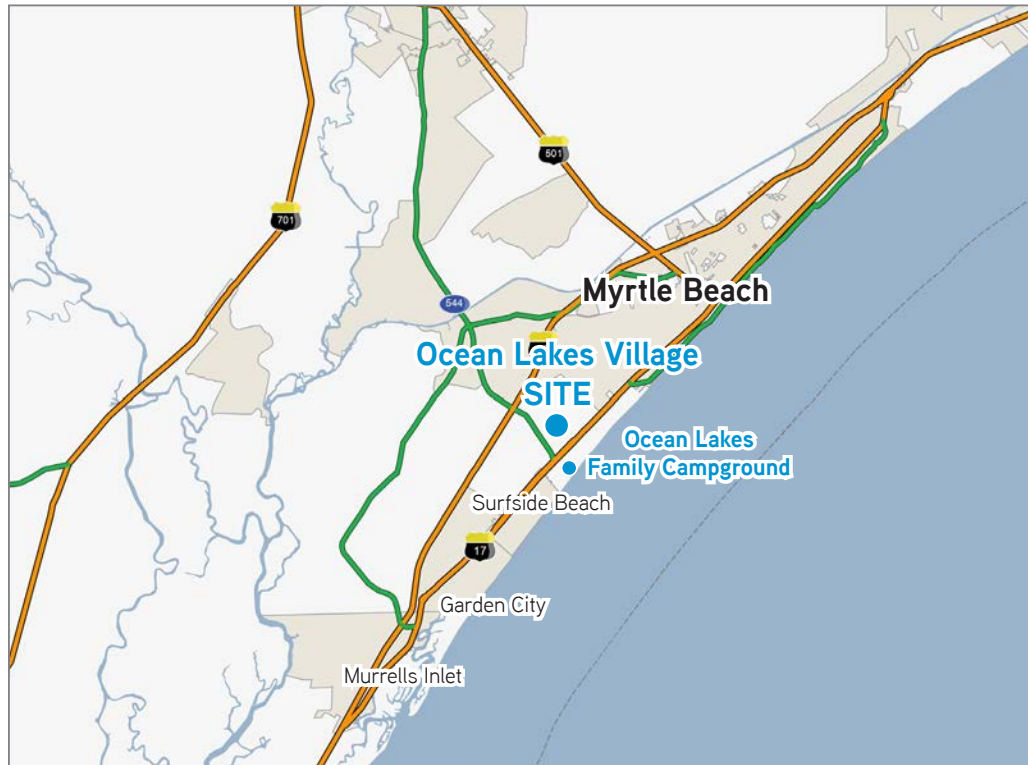 501
701
Myrtle Beach
544
Ocean Lakes Village
SITE
Ocean Lakes
Family Campground
Surfside Beach
17
Garden City
Murrells Inlet